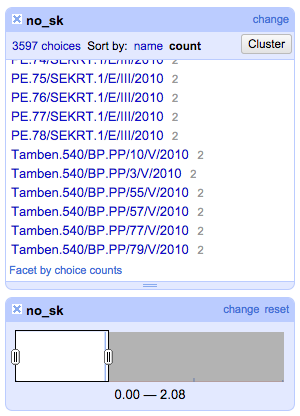 no_sk change
3597 choices Sort by: name count Cluster
PE.74/SEKRT.1/E/III/2010 2
PE.75/SEKRT.1/E/III/2010 2
PE.76/SEKRT.1/E/III/2010 2
PE.77/SEKRT.1/E/III/2010 2
PE.78/SEKRT.1/E/III/2010 2
Tamben.540/BP.PP/10/V/2010 2
Tamben.540/BP.PP/3/V/2010 2
Tamben.540/BP.PP/55/V/2010 2
Tamben.540/BP.PP/57/V/2010 2
Tamben.540/BP.PP/77/V/2010 2
Tamben.540/BP.PP/79/V/2010 2
Facet by choice counts
no_sk change reset
0.00 — 2.08